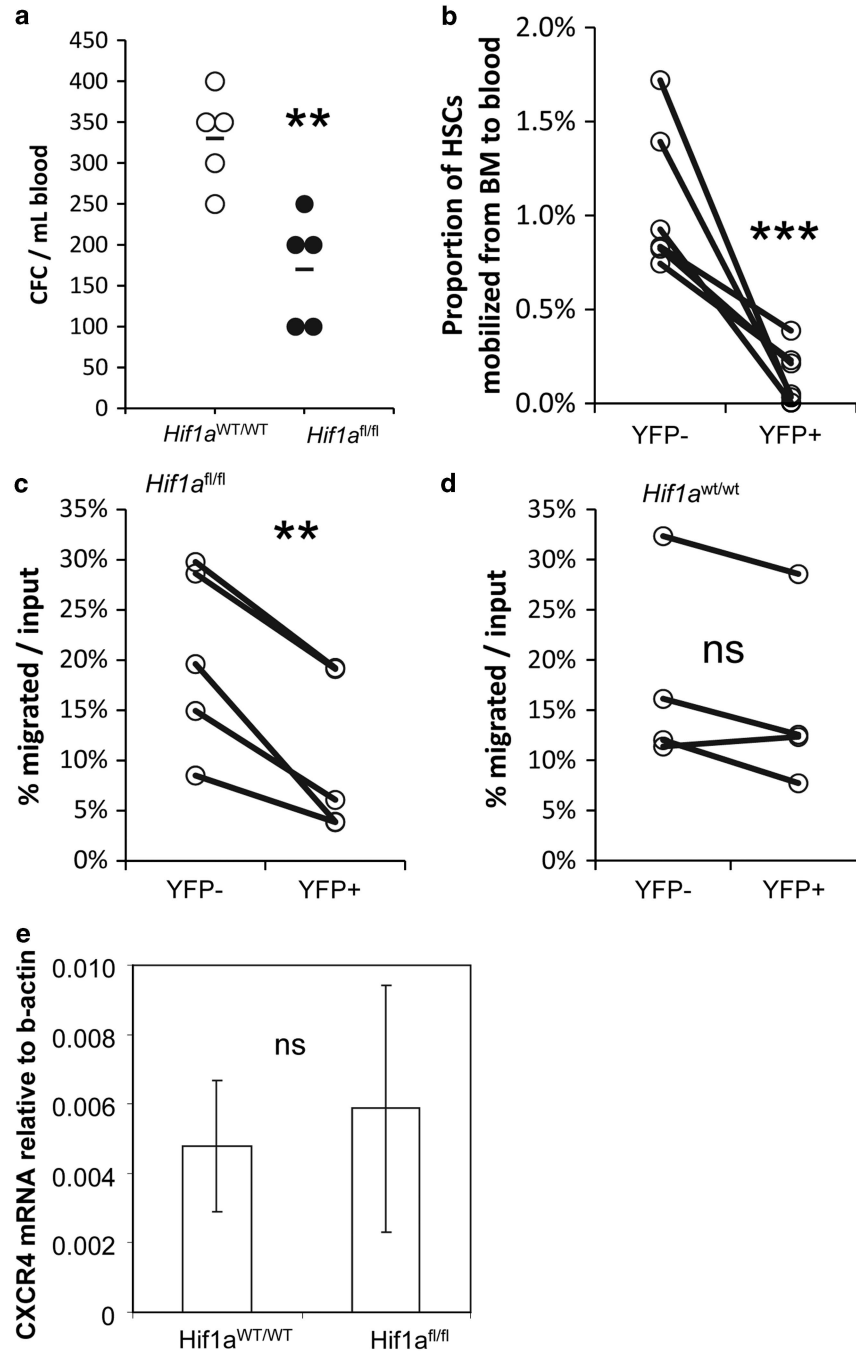 a
CFC / mL blood
450
400
350
300
250
200
150
100
50
0
**
Hif1aWT/WT
Hif1afl/fl
b
Proportion of HSCs
mobilized from BM to blood
2.0%
1.5%
1.0%
0.5%
0.0%
***
YFP-
YFP+
c
Hif1afl/fl
% migrated / input
35%
30%
25%
20%
15%
10%
5%
0%
**
YFP-
YFP+
d
Hif1awt/wt
% migrated / input
35%
30%
25%
20%
15%
10%
5%
0%
ns
YFP-
YFP+
e
CXCR4 mRNA relative to b-actin
0.010
0.008
0.006
0.004
0.002
0
ns
Hif1aWT/WT
Hif1afl/fl